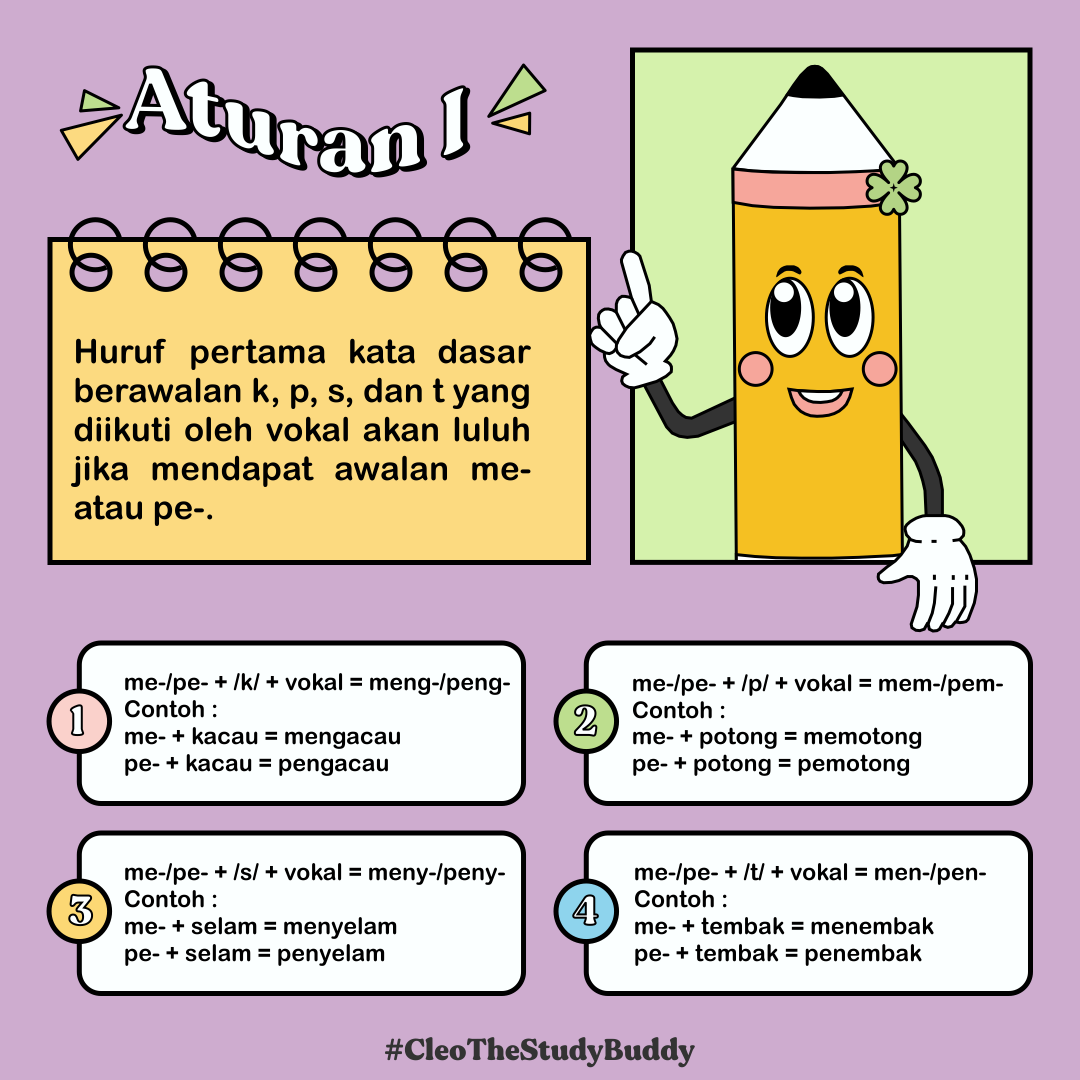 Aturan 1
Huruf pertama kata dasar
berawalan k, p, s, dan t yang
diikuti oleh vokal akan luluh
jika mendapat awalan me-
atau pe-.
1
me-/pe- + /k/ + vokal = meng-/peng-
Contoh :
me- + kacau = mengacau
pe- + kacau = pengacau
2
me-/pe- + /p/ + vokal = mem-/pem-
Contoh :
me- + potong = memotong
pe- + potong = pemotong
3
me-/pe- + /s/ + vokal = meny-/peny-
Contoh :
me- + selam = menyelam
pe- + selam = penyelam
4
me-/pe- + /t/ + vokal = men-/pen-
Contoh :
me- + tembak = menembak
pe- + tembak = penembak
#CleoTheStudyBuddy